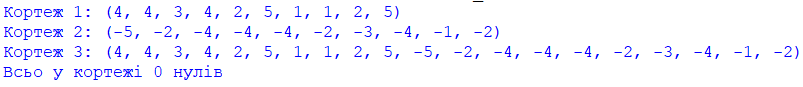 Кортеж 1: (4, 4, 3, 4, 2, 5, 1, 1, 2, 5)
Кортеж 2: (-5, -2, -4, -4, -4, -2, -3, -4, -1, -2)
Кортеж 3: (4, 4, 3, 4, 2, 5, 1, 1, 2, 5, -5, -2, -4, -4, -4, -2, -3, -4, -1, -2)
Всьо у кортежі 0 нулів